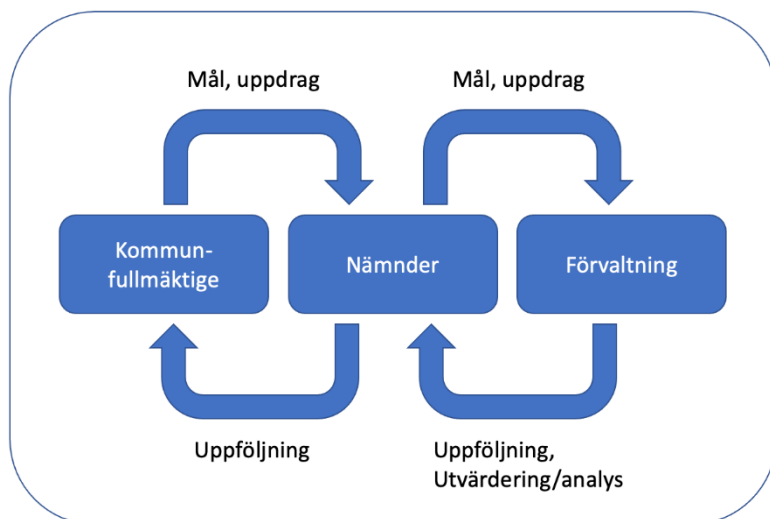 Mål, uppdrag
Mål, uppdrag
Kommun-
fullmäktige
Nämnder
Förvaltning
Uppföljning
Uppföljning,
Utvärdering/analys